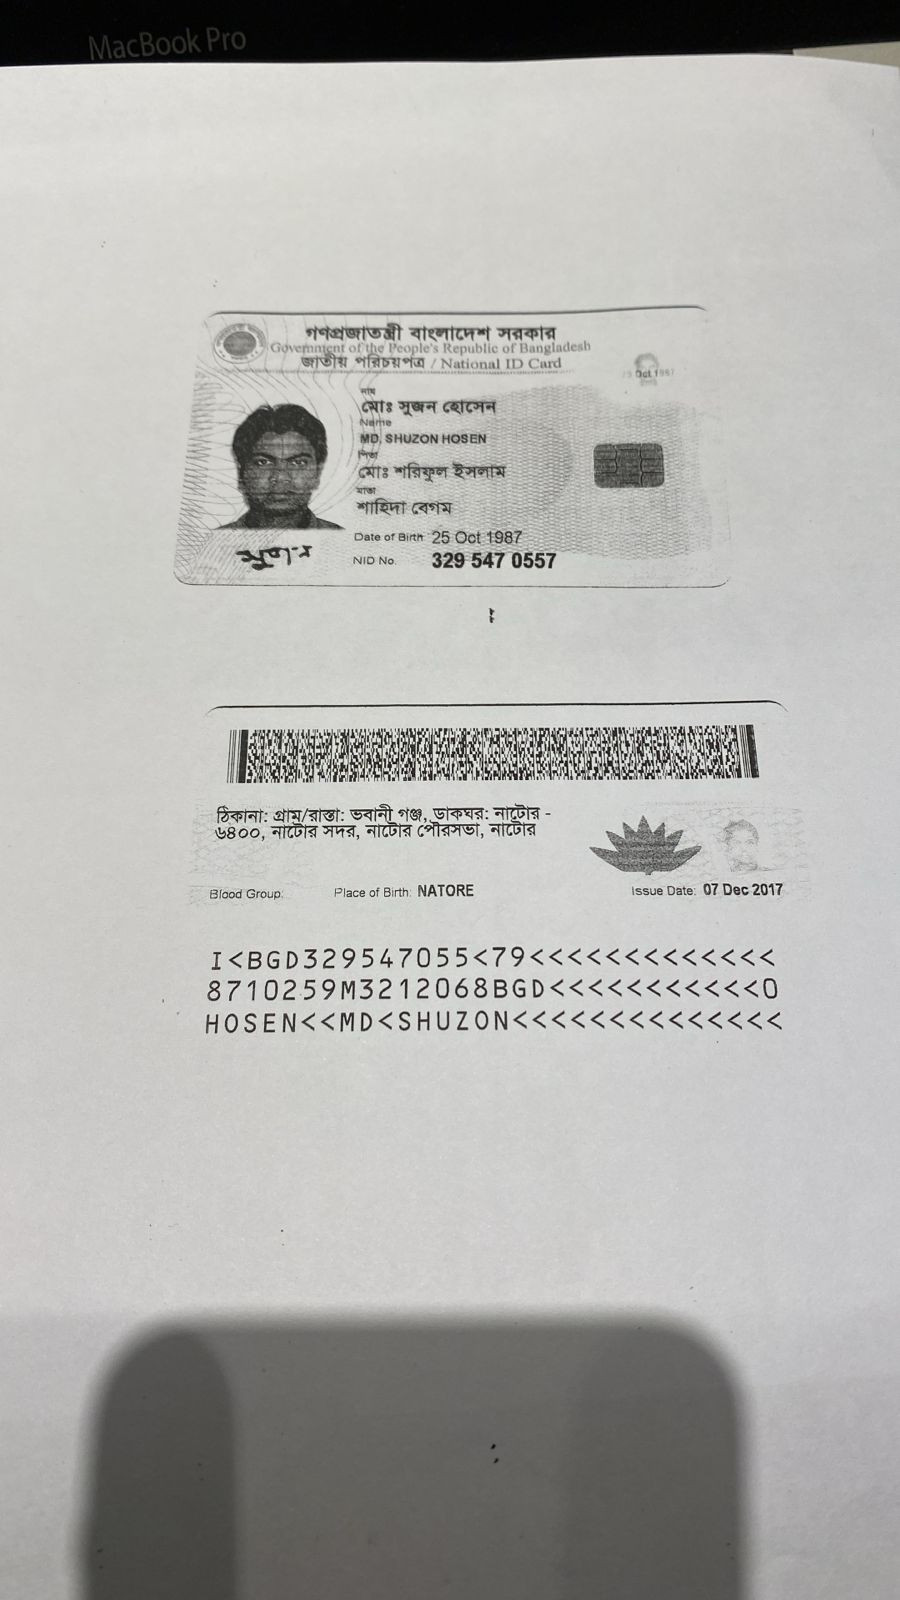 MacBook Pro
গণপ্রজাতন্ত্রী বাংলাদেশ সরকার
Government of the People's Republic of Bangladesh
জাতীয় পরিচয়পত্র / National ID Card
Oct 1987
নাম
মোঃ সুজন হোসেন
Name
MD. SHUZON HOSEN
পিতা
মোঃ শরিফুল ইসলাম
মাতা
শাহিদা বেগম
Date of Birth 25 Oct 1987
NID No. 329 547 0557
সুজন
ঠিকানা: গ্রাম/রাস্তা: ভবানী গঞ্জ, ডাকঘর: নাটোর -
৬৪০০, নাটোর সদর, নাটোর পৌরসভা, নাটোর
Blood Group: Place of Birth: NATORE Issue Date: 07 Dec 2017
I<BGD329547055<79<<<<<<<<<<<<<
8710259M3212068BGD<<<<<<<<<<<0
HOSEN<<MD<SHUZON<<<<<<<<<<<<<<